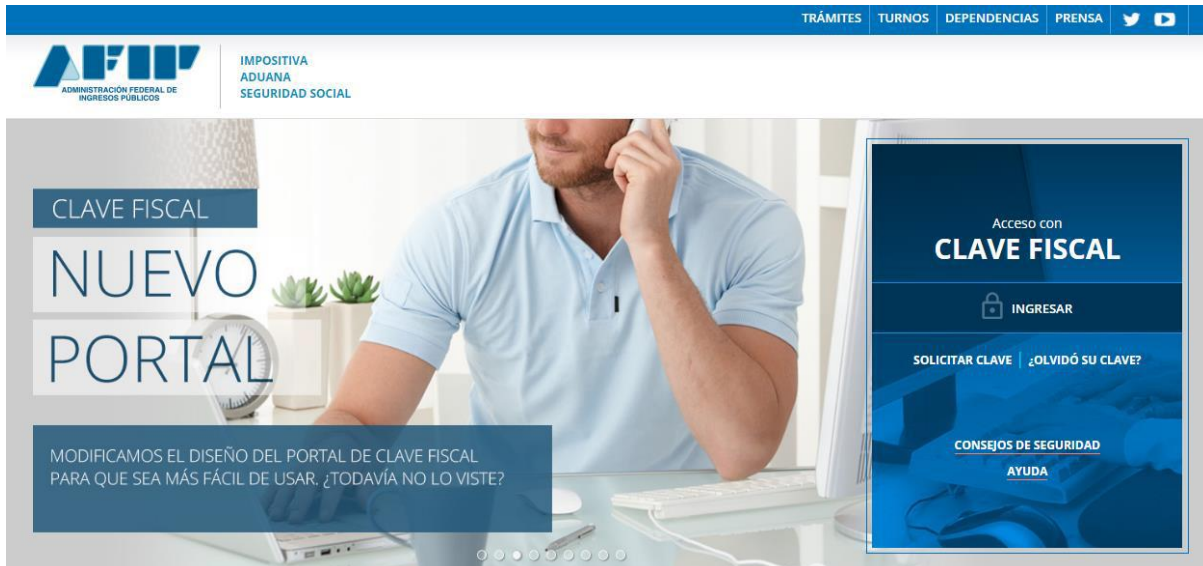 TRÁMITES TURNOS DEPENDENCIAS PRENSA
AFIP
ADMINISTRACIÓN FEDERAL DE
INGRESOS PÚBLICOS
IMPOSITIVA
ADUANA
SEGURIDAD SOCIAL
CLAVE FISCAL
NUEVO
PORTAL
MODIFICAMOS EL DISEÑO DEL PORTAL DE CLAVE FISCAL
PARA QUE SEA MÁS FÁCIL DE USAR. ¿TODAVÍA NO LO VISTE?
Acceso con
CLAVE FISCAL
INGRESAR
SOLICITAR CLAVE | ¿OLVIDÓ SU CLAVE?
CONSEJOS DE SEGURIDAD
AYUDA